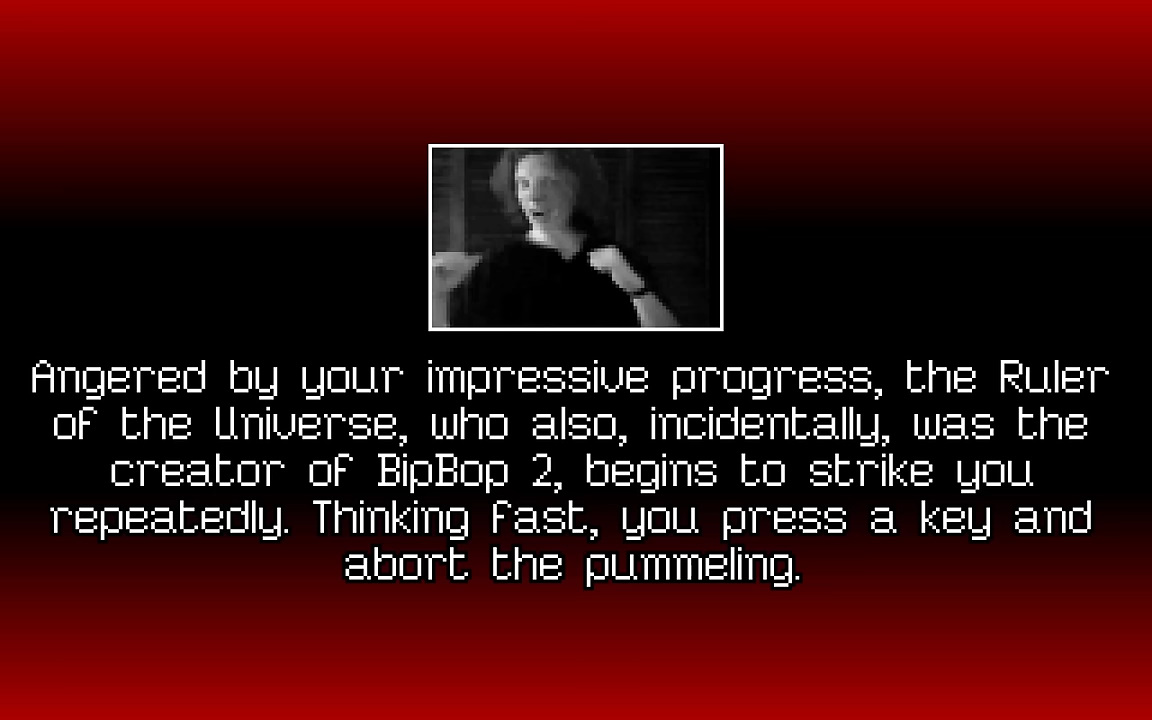 Angered by your impressive progress, the Ruler
of the Universe, who also, incidentally, was the
creator of BipBop 2, begins to strike you
repeatedly. Thinking fast, you press a key and
abort the pummeling.